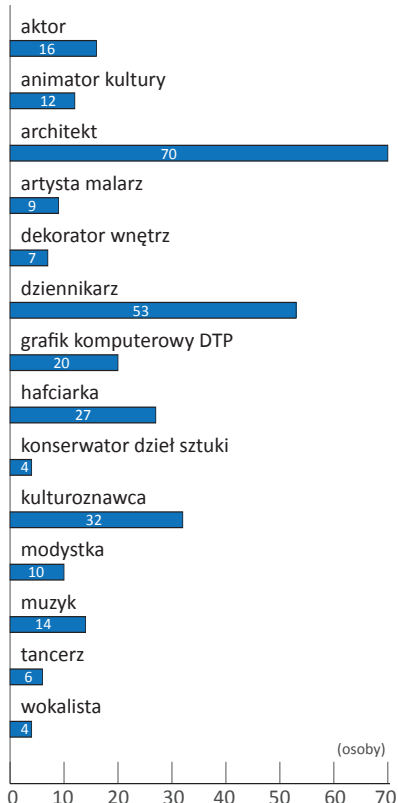 aktor
16
animator kultury
12
architekt
70
artysta malarz
9
dekorator wnętrz
7
dziennikarz
53
grafik komputerowy DTP
20
hafciarka
27
konserwator dzieł sztuki
4
kulturoznawca
32
modystka
10
muzyk
14
tancerz
6
wokalista
4
(osoby)
0 10 20 30 40 50 60 70